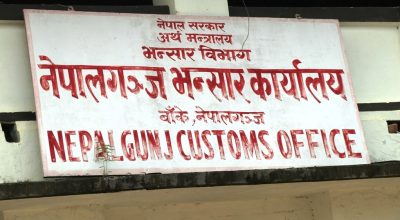 नेपाल सरकार
अर्थ मन्त्रालय
भन्सार विभाग
नेपालगञ्ज भन्सार कार्यालय
बाँके, नेपालगञ्ज
NEPALGUNJ CUSTOMS OFFICE